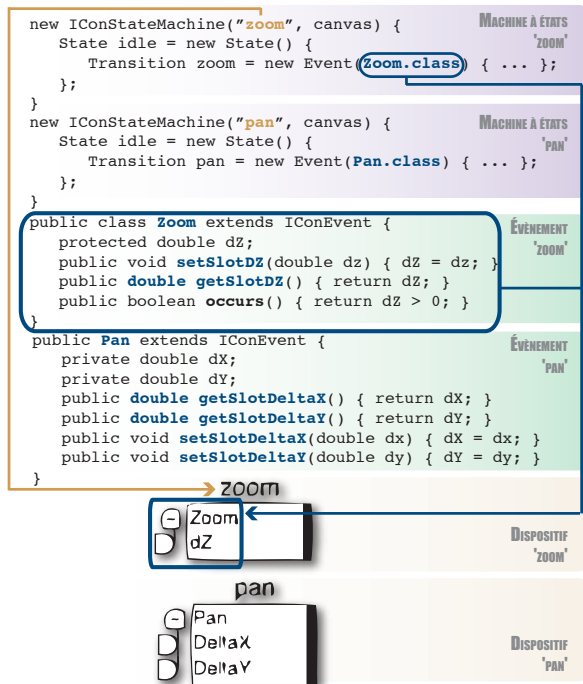 new IConStateMachine("zoom", canvas) {
MACHINE À ÉTATS
'ZOOM'
State idle = new State() {
Transition zoom = new Event(Zoom.class) { ... };
};
}
new IConStateMachine("pan", canvas) {
MACHINE À ÉTATS
'PAN'
State idle = new State() {
Transition pan = new Event(Pan.class) { ... };
};
}
public class Zoom extends IConEvent {
ÉVÈNEMENT
'ZOOM'
protected double dZ;
public void setSlotDZ(double dz) { dZ = dz; }
public double getSlotDZ() { return dZ; }
public boolean occurs() { return dZ > 0; }
}
public Pan extends IConEvent {
ÉVÈNEMENT
'PAN'
private double dX;
private double dY;
public double getSlotDeltaX() { return dX; }
public double getSlotDeltaY() { return dY; }
public void setSlotDeltaX(double dx) { dX = dx; }
public void setSlotDeltaY(double dy) { dY = dy; }
}
zoom
Zoom
dZ
DISPOSITIF
'ZOOM'
pan
Pan
DeltaX
DeltaY
DISPOSITIF
'PAN'